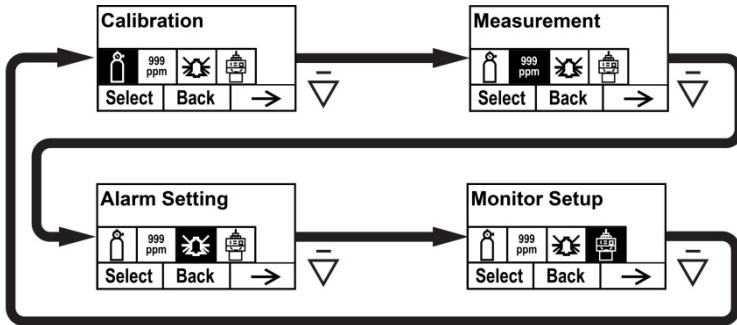 Calibration
999
ppm
Select Back →
Measurement
999
ppm
Select Back →
Alarm Setting
999
ppm
Select Back →
Monitor Setup
999
ppm
Select Back →